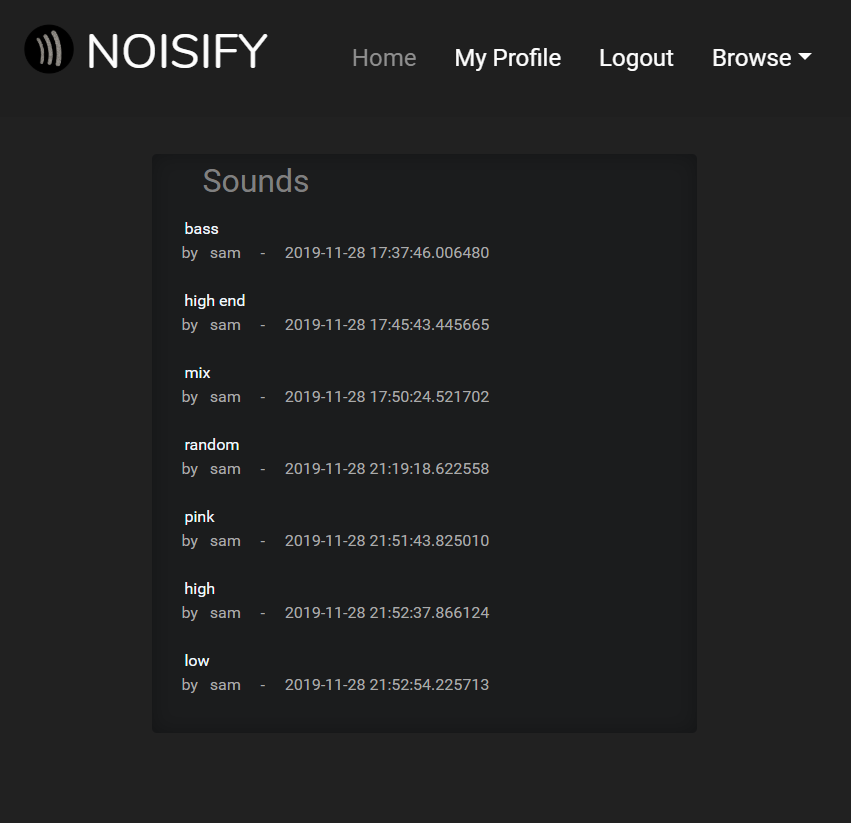 NOISIFY Home My Profile Logout Browse
Sounds
bass
by sam - 2019-11-28 17:37:46.006480
high end
by sam - 2019-11-28 17:45:43.445665
mix
by sam - 2019-11-28 17:50:24.521702
random
by sam - 2019-11-28 21:19:18.622558
pink
by sam - 2019-11-28 21:51:43.825010
high
by sam - 2019-11-28 21:52:37.866124
low
by sam - 2019-11-28 21:52:54.225713